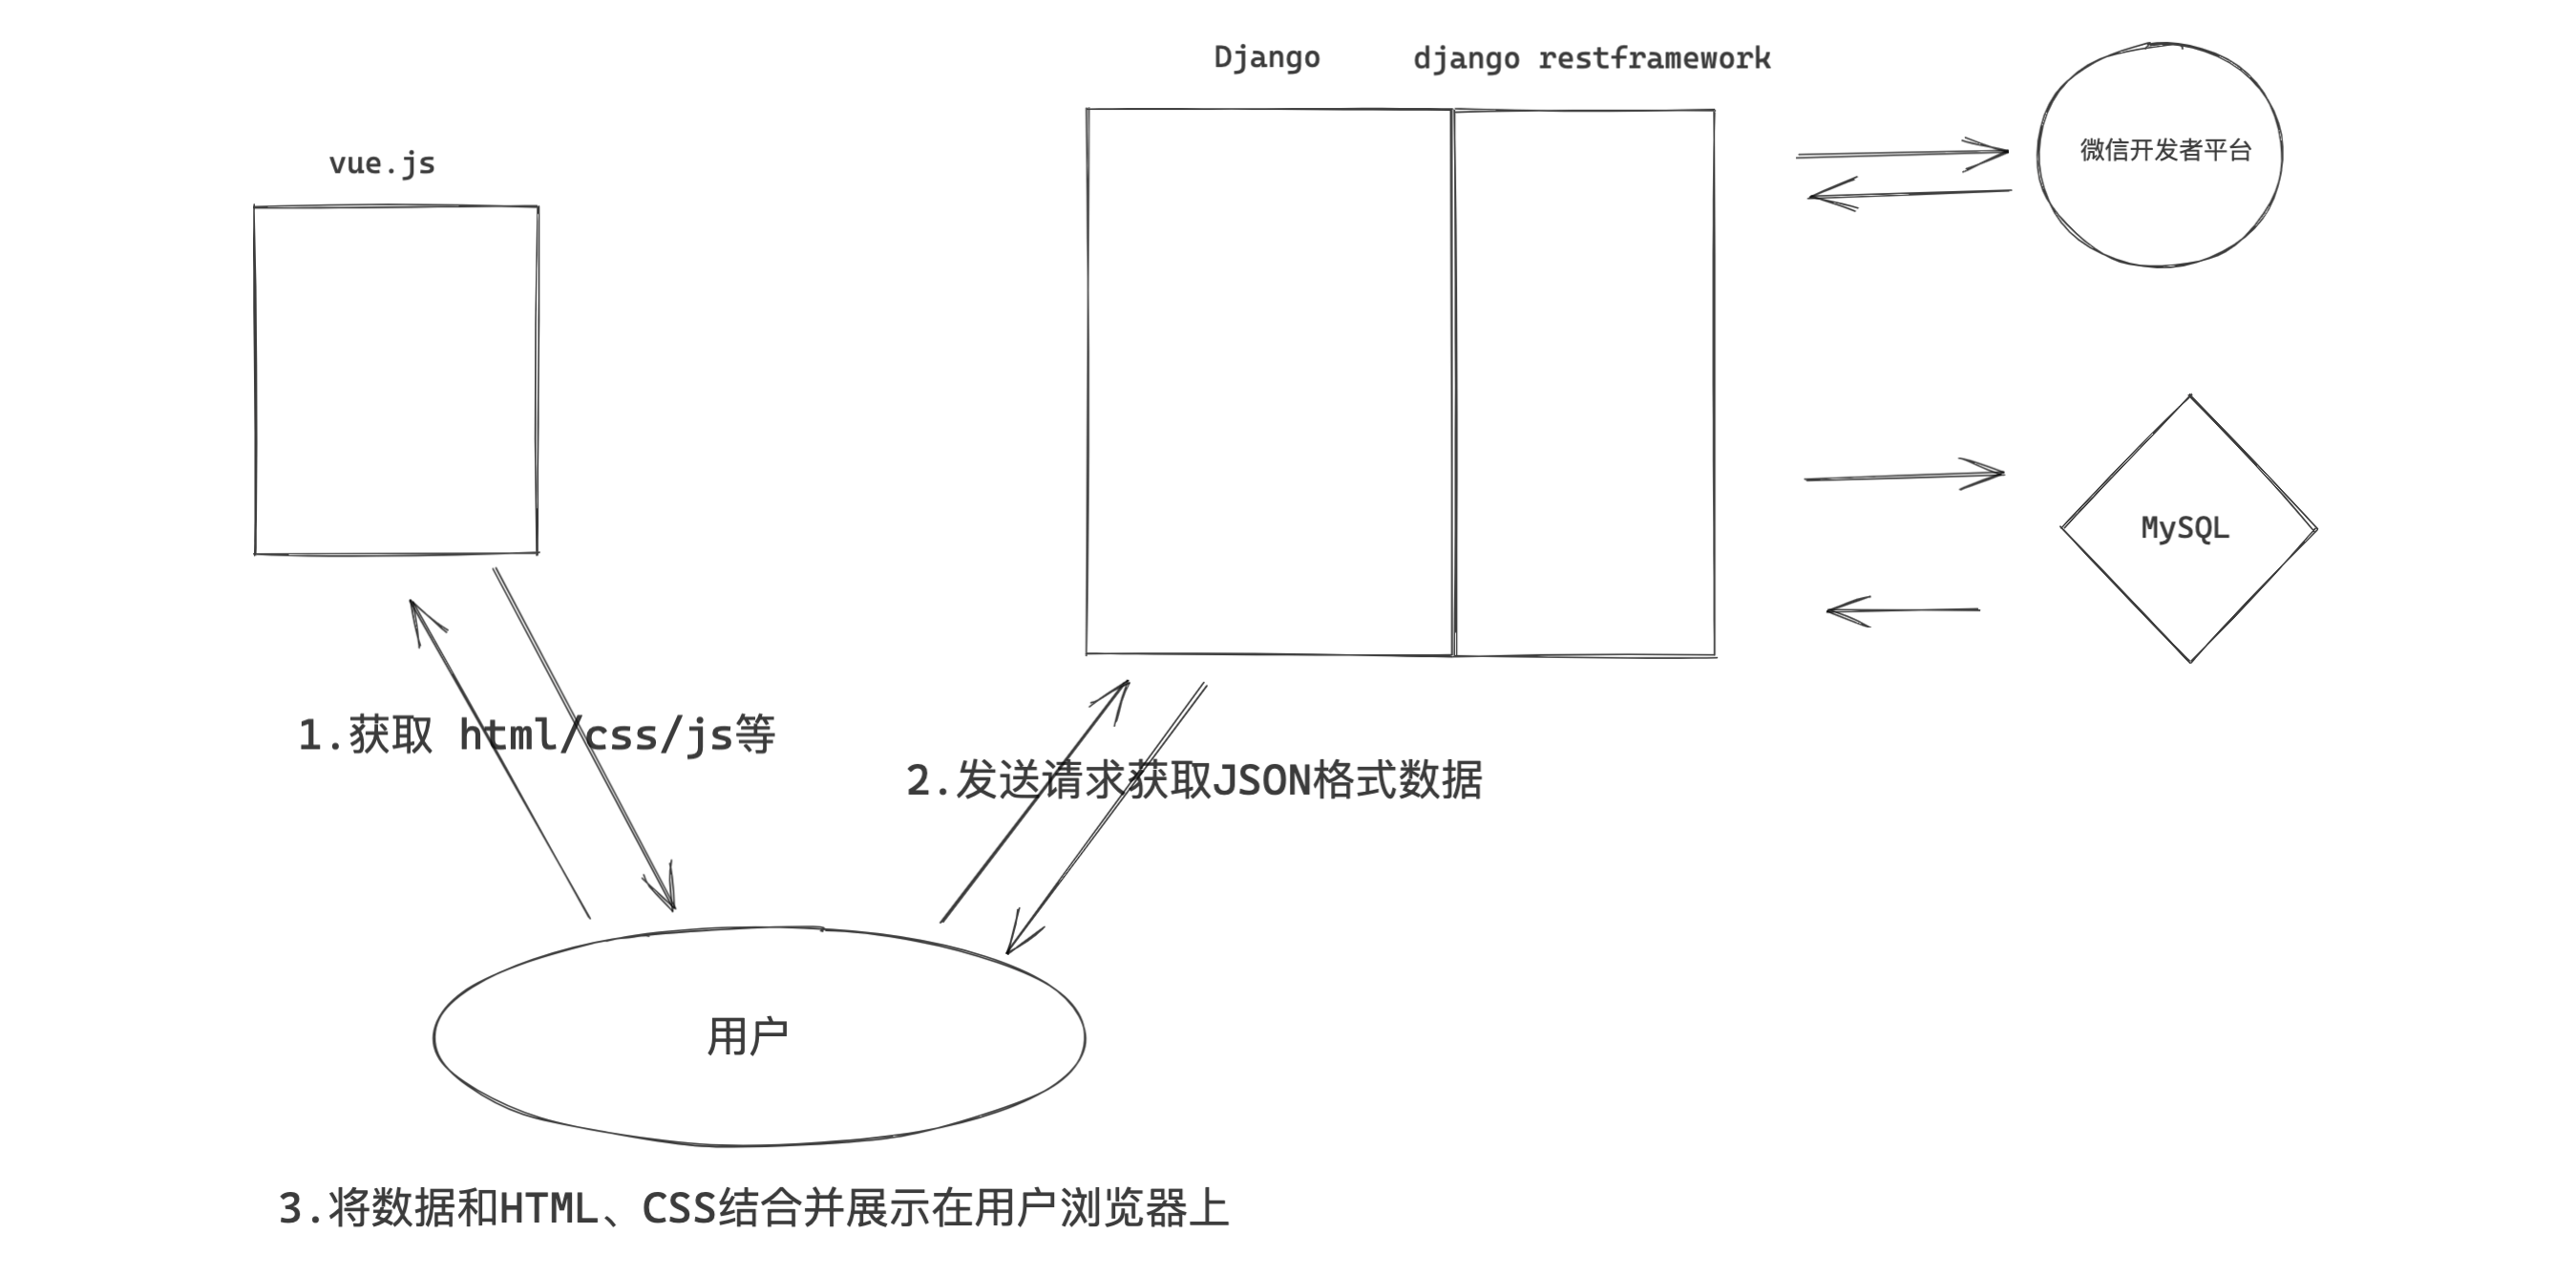 Django
django restframework
微信开发者平台
vue.js
MySQL
1.获取 html/css/js等
2.发送请求获取JSON格式数据
用户
3.将数据和HTML、CSS结合并展示在用户浏览器上